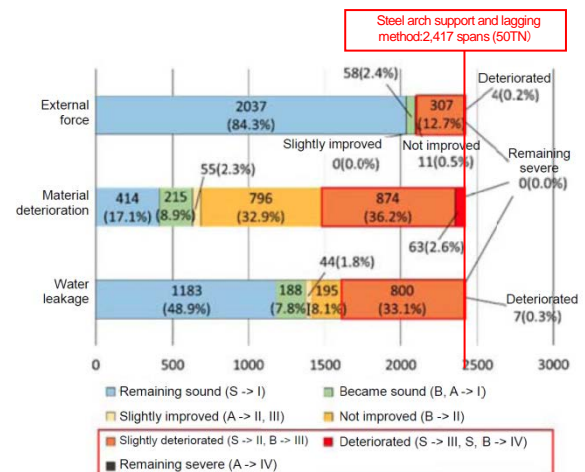 Steel arch support and lagging
method:2,417 spans (50TN)
58(2.4%)
Deteriorated
4(0.2%)
External
force
2037
(84.3%)
307
(12.7%)
Slightly improved
0(0.0%)
Not improved
11(0.5%)
Remaining
severe
0(0.0%)
55(2.3%)
Material
deterioration
414
(17.1%)
215
(8.9%)
796
(32.9%)
874
(36.2%)
63(2.6%)
44(1.8%)
Water
leakage
1183
(48.9%)
188
(7.8%)
195
(8.1%)
800
(33.1%)
Deteriorated
7(0.3%)
0 500 1000 1500 2000 2500 3000
Remaining sound (S -> I) Became sound (B, A -> I)
Slightly improved (A -> II, III) Not improved (B -> II)
Slightly deteriorated (S -> II, B -> III) Deteriorated (S -> III, S, B -> IV)
Remaining severe (A -> IV)